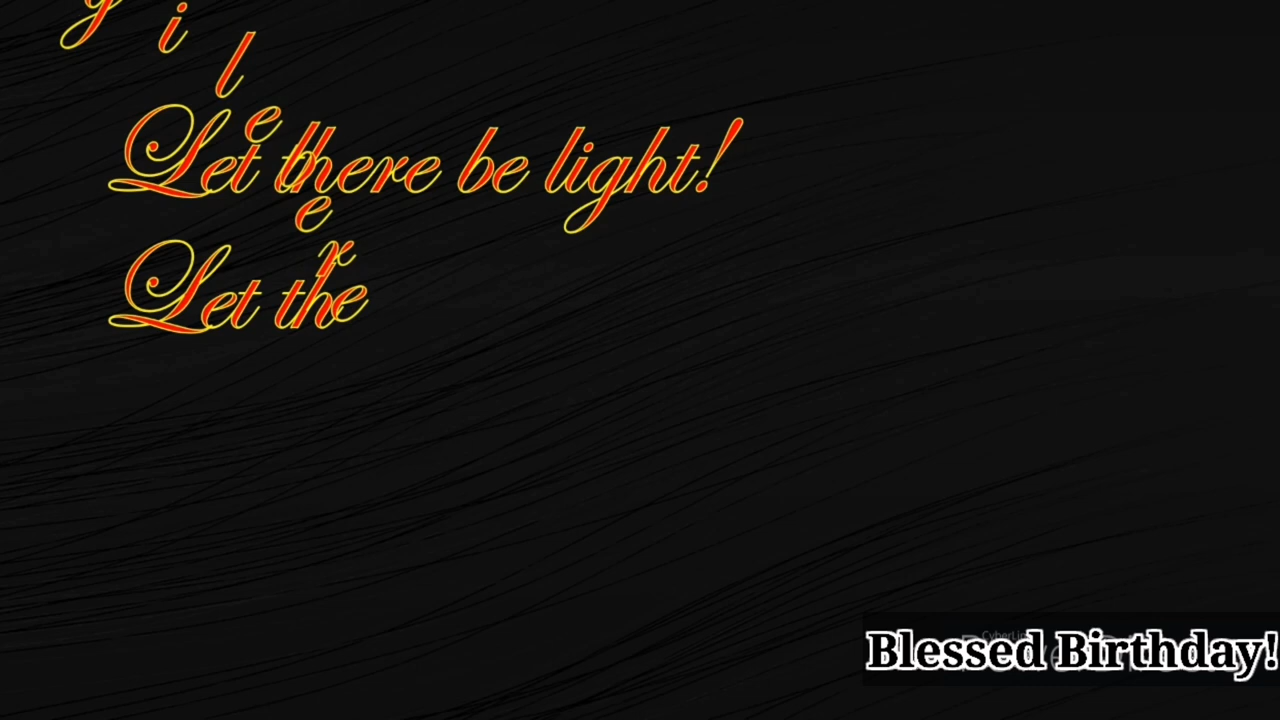 Let there be light!
Let the
r
e
b
e
l
i
g
Blessed Birthday!